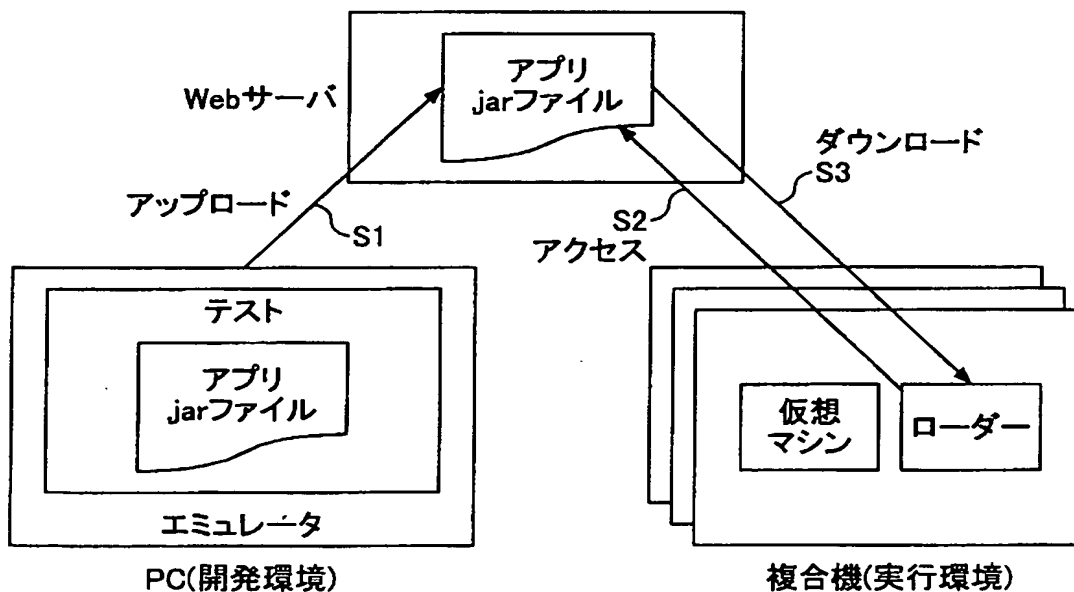 アプリ
jarファイル
Webサーバ
ダウンロード
S3
アップロード
S1
S2
アクセス
テスト
アプリ
jarファイル
エミュレータ
PC(開発環境)
仮想
マシン
ローダー
複合機(実行環境)